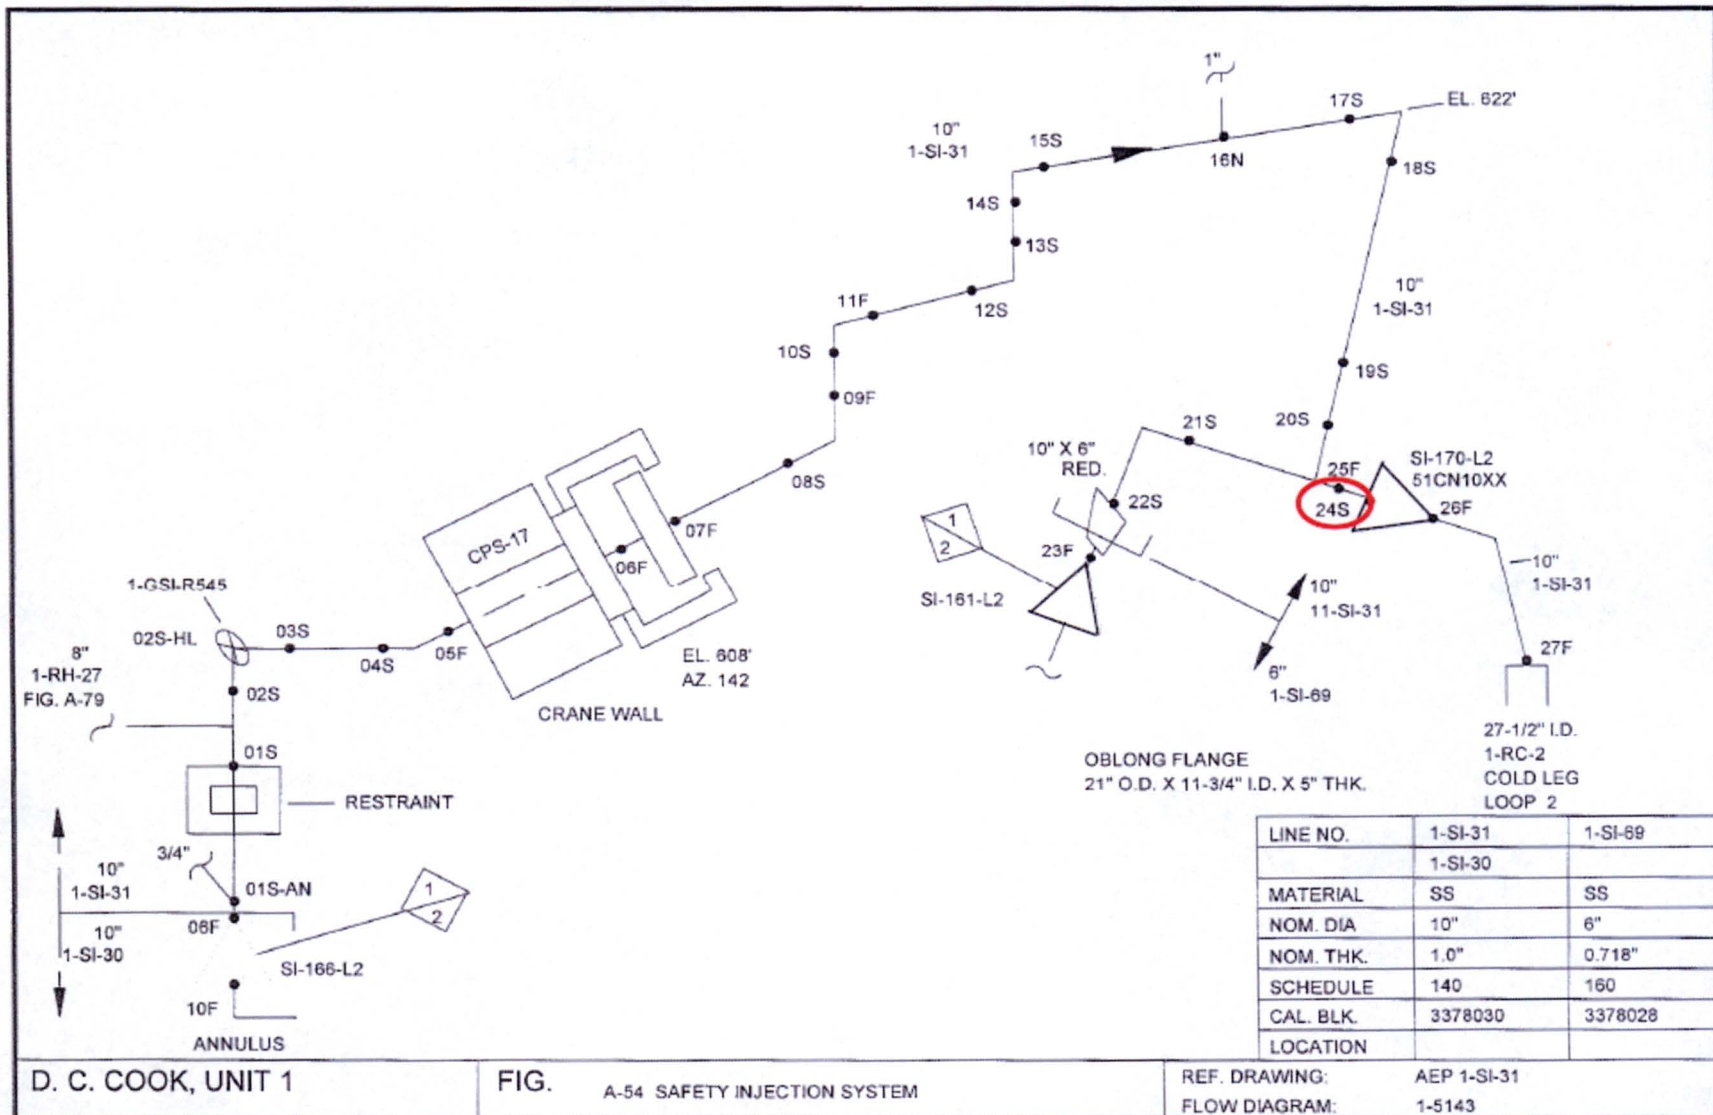 1"
17S
EL. 622'
10"
1-SI-31
15S
16N
18S
14S
13S
11F
12S
10"
1-SI-31
10S
09F
19S
20S
21S
10" X 6"
RED.
25F
SI-170-L2
51CN10XX
24S
26F
08S
22S
1
2
23F
CPS-17
07F
06F
10"
1-SI-31
SI-161-L2
10"
11-SI-31
1-GSI-R545
02S-HL
03S
04S
05F
EL. 608'
AZ. 142
27F
8"
1-RH-27
FIG. A-79
02S
6"
1-SI-69
CRANE WALL
01S
27-1/2" I.D.
1-RC-2
COLD LEG
LOOP 2
OBLONG FLANGE
21" O.D. X 11-3/4" I.D. X 5" THK.
RESTRAINT
3/4"
10"
1-SI-31
01S-AN
06F
10"
1-SI-30
1
2
SI-166-L2
10F
ANNULUS
LINE NO. 1-SI-31 1-SI-69
1-SI-30
MATERIAL SS SS
NOM. DIA 10" 6"
NOM. THK. 1.0" 0.718"
SCHEDULE 140 160
CAL. BLK. 3378030 3378028
LOCATION
D. C. COOK, UNIT 1
FIG. A-54 SAFETY INJECTION SYSTEM
REF. DRAWING: AEP 1-SI-31
FLOW DIAGRAM: 1-5143